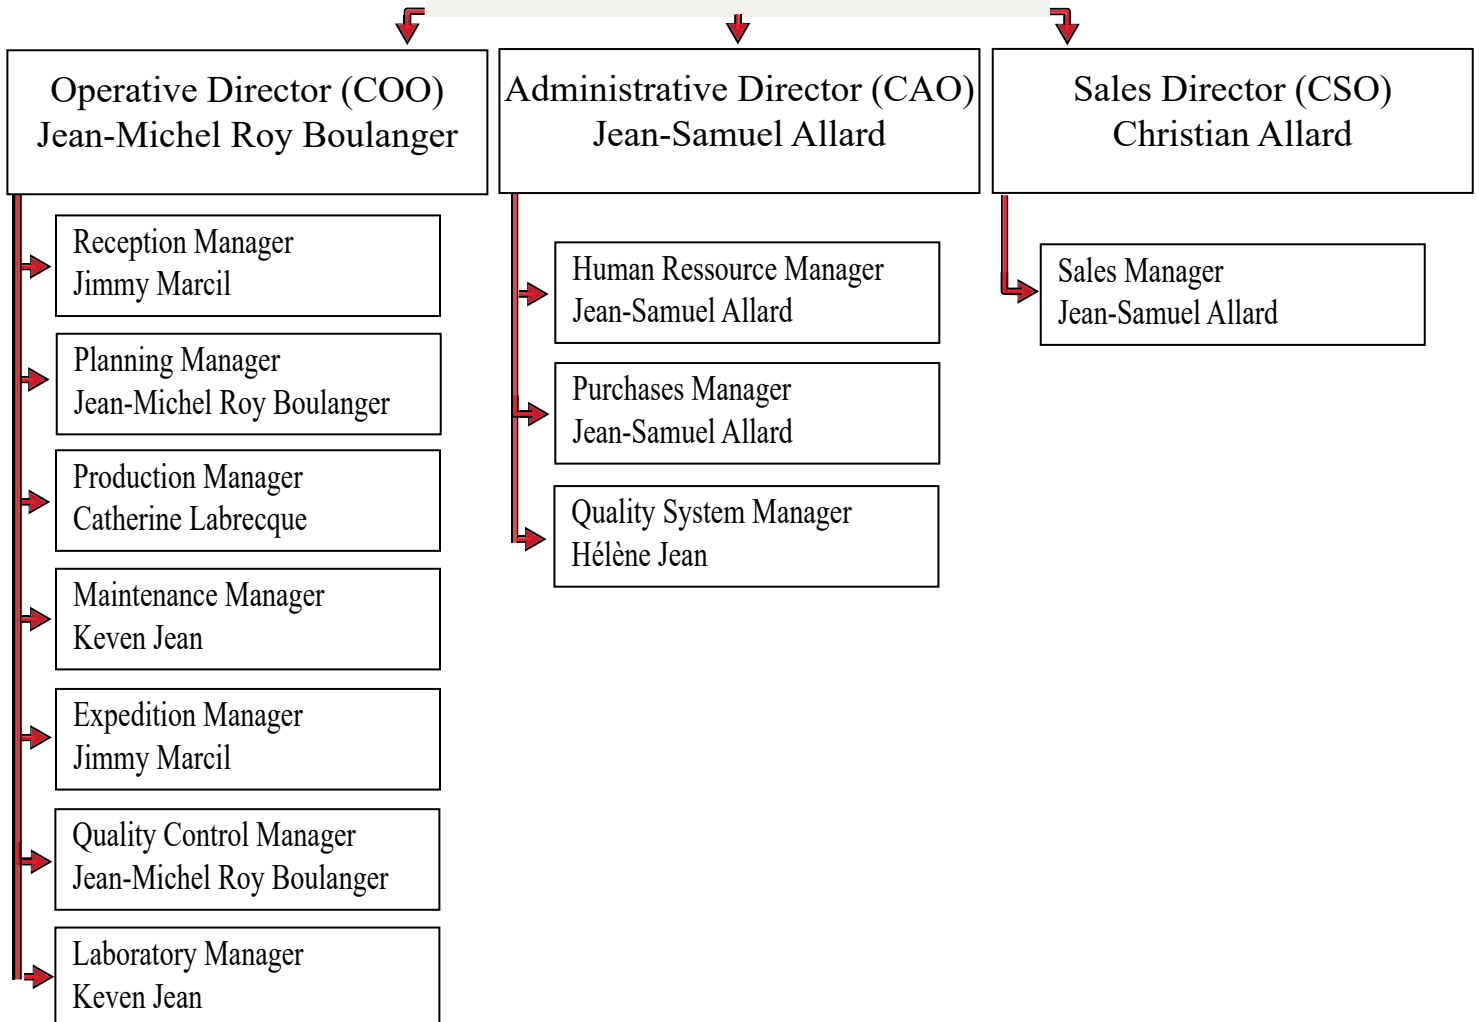 Operative Director (COO)
Jean-Michel Roy Boulanger
Reception Manager
Jimmy Marcil
Planning Manager
Jean-Michel Roy Boulanger
Production Manager
Catherine Labrecque
Maintenance Manager
Keven Jean
Expedition Manager
Jimmy Marcil
Quality Control Manager
Jean-Michel Roy Boulanger
Laboratory Manager
Keven Jean
Administrative Director (CAO)
Jean-Samuel Allard
Human Ressource Manager
Jean-Samuel Allard
Purchases Manager
Jean-Samuel Allard
Quality System Manager
Hélène Jean
Sales Director (CSO)
Christian Allard
Sales Manager
Jean-Samuel Allard